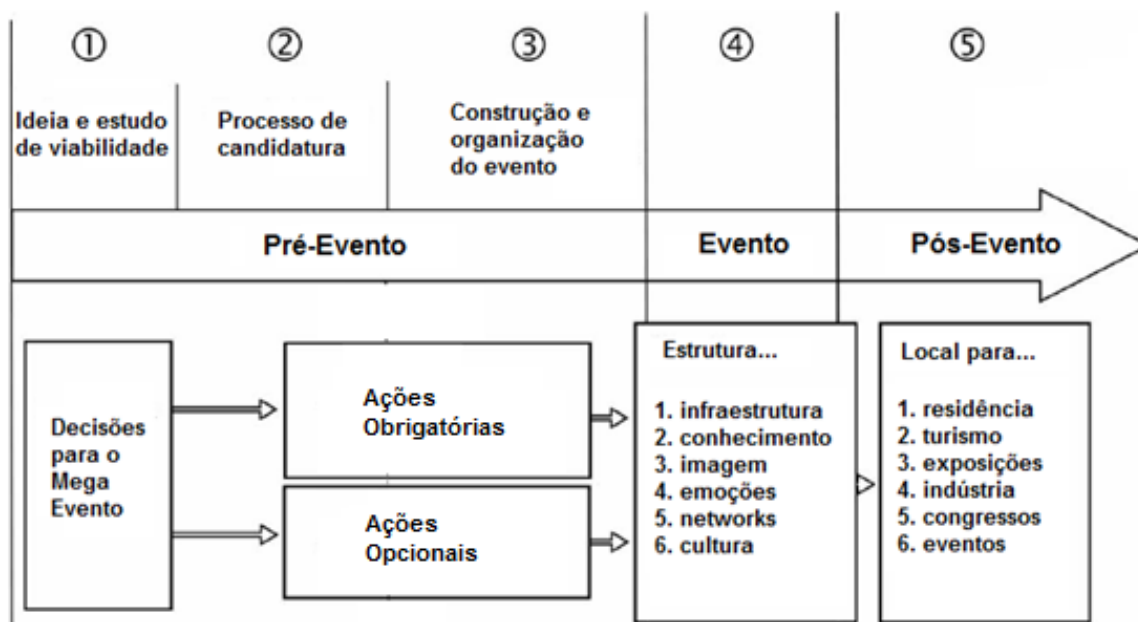 ① ② ③ ④ ⑤
Ideia e estudo
de viabilidade
Processo de
candidatura
Construção e
organização
do evento
Pré-Evento
Evento
Pós-Evento
Decisões
para o
Mega
Evento
Ações
Obrigatórias
Ações
Opcionais
Estrutura...
1. infraestrutura
2. conhecimento
3. imagem
4. emoções
5. networks
6. cultura
Local para...
1. residência
2. turismo
3. exposições
4. indústria
5. congressos
6. eventos